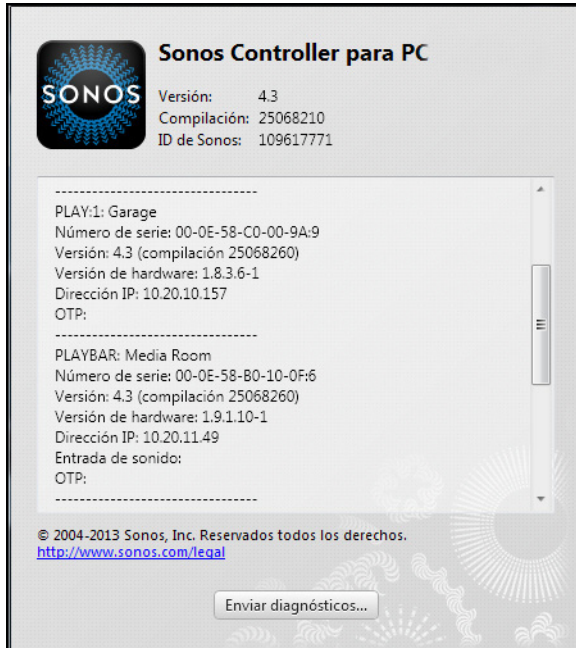 SONOS
Sonos Controller para PC
Versión: 4.3
Compilación: 25068210
ID de Sonos: 109617771
---------------------------------
PLAY:1: Garage
Número de serie: 00-0E-58-C0-00-9A:9
Versión: 4.3 (compilación 25068260)
Versión de hardware: 1.8.3.6-1
Dirección IP: 10.20.10.157
OTP:
---------------------------------
PLAYBAR: Media Room
Número de serie: 00-0E-58-B0-10-0F:6
Versión: 4.3 (compilación 25068260)
Versión de hardware: 1.9.1.10-1
Dirección IP: 10.20.11.49
Entrada de sonido:
OTP:
---------------------------------
© 2004-2013 Sonos, Inc. Reservados todos los derechos.
http://www.sonos.com/legal
Enviar diagnósticos...